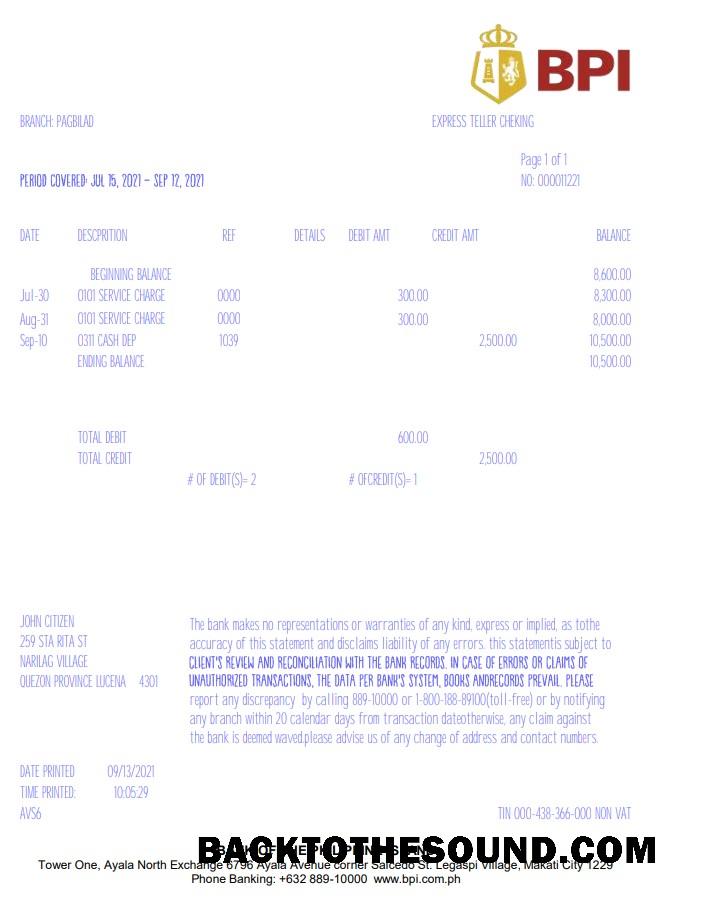 BPI
BRANCH: PAGBILAD EXPRESS TELLER CHEKING
Page 1 of 1
PERIOD COVERED: JUL 15, 2021 – SEP 12, 2021 NO: 000011221
DATE DESCPRITION REF DETAILS DEBIT AMT CREDIT AMT BALANCE
BEGINNING BALANCE 8,600.00
Jul-30 0101 SERVICE CHARGE 0000 300.00 8,300.00
Aug-31 0101 SERVICE CHARGE 0000 300.00 8,000.00
Sep-10 0311 CASH DEP 1039 2,500.00 10,500.00
ENDING BALANCE 10,500.00
TOTAL DEBIT 600.00
TOTAL CREDIT 2,500.00
# OF DEBIT(S)= 2 # OFCREDIT(S)= 1
JOHN CITIZEN
259 STA RITA ST
NARILAG VILLAGE
QUEZON PROVINCE LUCENA 4301
The bank makes no representations or warranties of any kind, express or implied, as tothe
accuracy of this statement and disclaims liability of any errors. this statementis subject to
CLIENT'S REVIEW AND RECONCILIATION WITH THE BANK RECORDS. IN CASE OF ERRORS OR CLAIMS OF
UNAUTHORIZED TRANSACTIONS, THE DATA PER BANK'S SYSTEM, BOOKS ANDRECORDS PREVAIL. PLEASE
report any discrepancy by calling 889-10000 or 1-800-188-89100(toll-free) or by notifying
any branch within 20 calendar days from transaction dateotherwise, any claim against
the bank is deemed waved.please advise us of any change of address and contact numbers.
DATE PRINTED 09/13/2021
TIME PRINTED: 10:05:29
AVS6 TIN 000-438-366-000 NON VAT
BACKTOTHESOUND.COM
Tower One, Ayala North Exchange 6796 Ayala Avenue corner Salcedo St. Legaspi Village, Makati City 1229
Phone Banking: +632 889-10000 www.bpi.com.ph